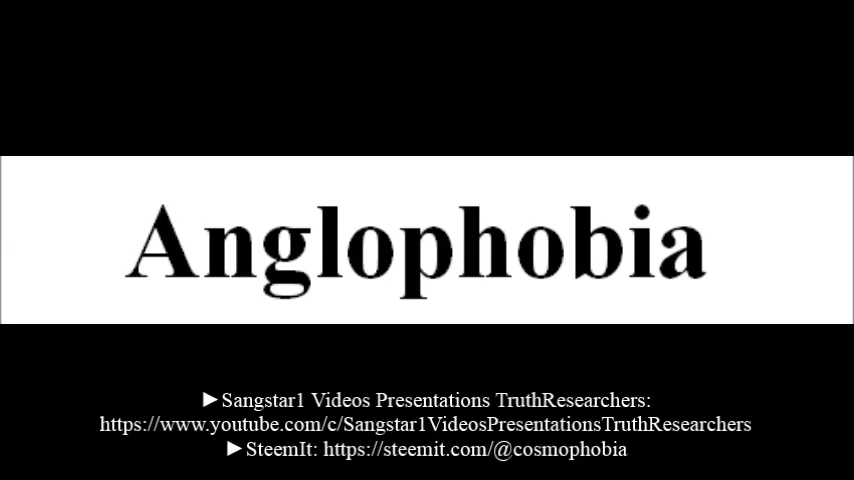 Anglophobia
►Sangstar1 Videos Presentations TruthResearchers:
https://www.youtube.com/c/Sangstar1VideosPresentationsTruthResearchers
►SteemIt: https://steemit.com/@cosmophobia